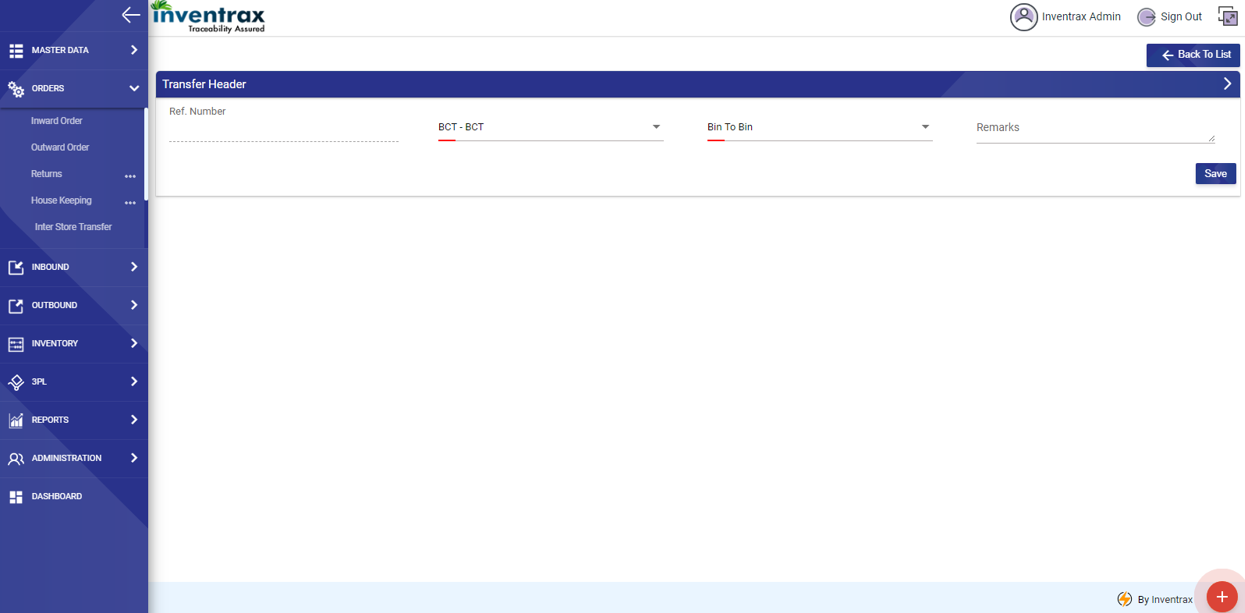 inventrax
Traceability Assured
Inventrax Admin
Sign Out
Back To List
MASTER DATA
ORDERS
Inward Order
Outward Order
Returns
House Keeping
Inter Store Transfer
INBOUND
OUTBOUND
INVENTORY
3PL
REPORTS
ADMINISTRATION
DASHBOARD
Transfer Header
Ref. Number
BCT - BCT
Bin To Bin
Remarks
Save
By Inventrax